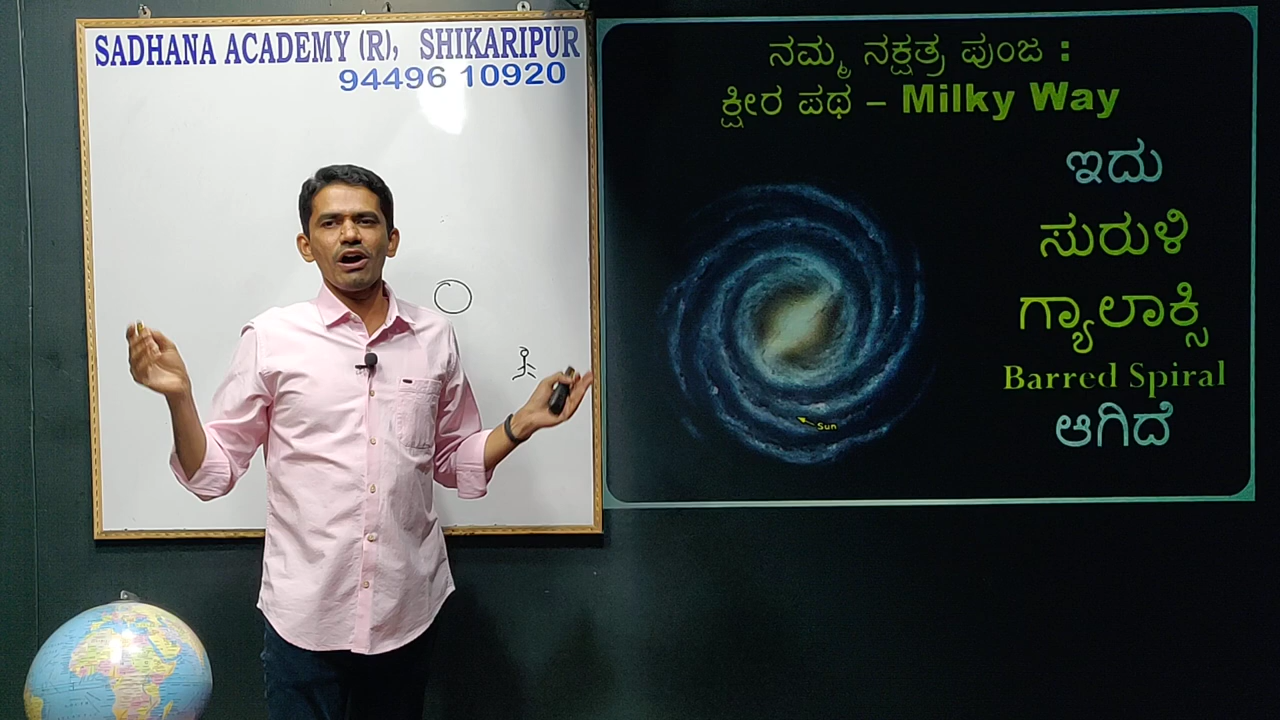 SADHANA ACADEMY (R), SHIKARIPUR
94496 10920
ನಮ್ಮ ನಕ್ಷತ್ರ ಪುಂಜ :
ಕ್ಷೀರ ಪಥ – Milky Way
ಇದು
ಸುರುಳಿ
ಗ್ಯಾಲಾಕ್ಸಿ
Barred Spiral
ಆಗಿದೆ
Sun